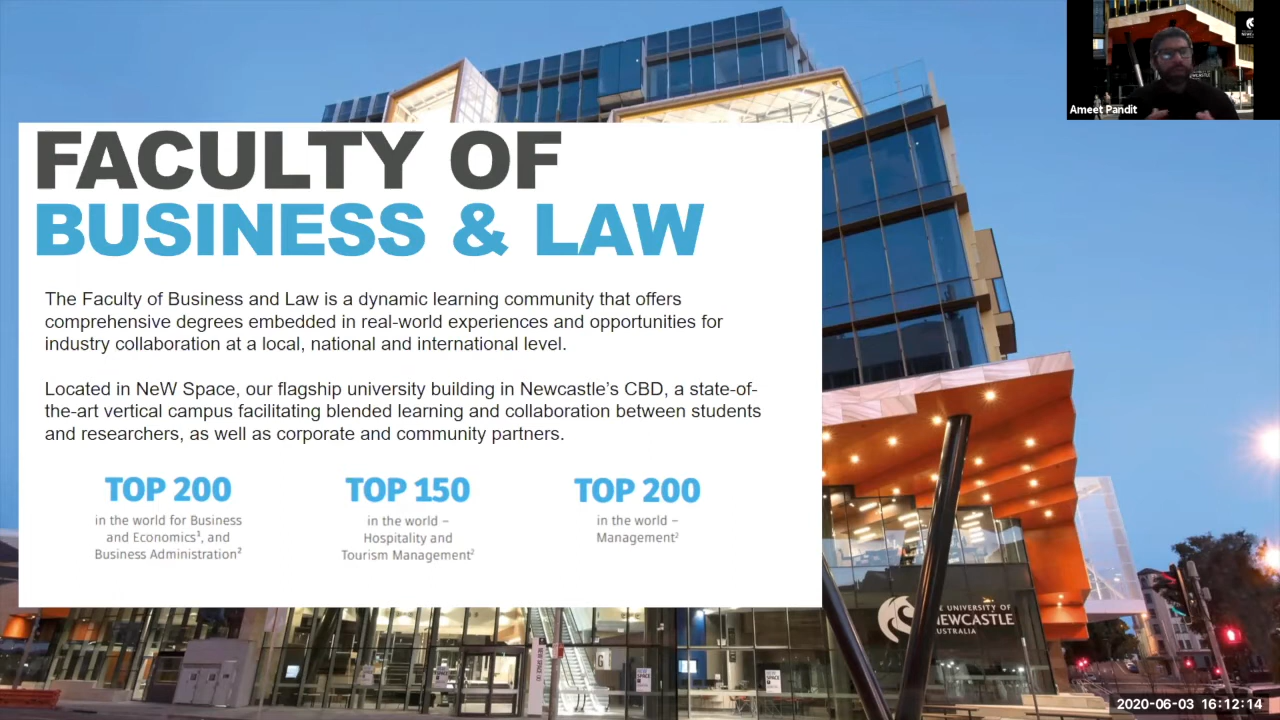 Ameet Pandit
FACULTY OF
BUSINESS & LAW
The Faculty of Business and Law is a dynamic learning community that offers
comprehensive degrees embedded in real-world experiences and opportunities for
industry collaboration at a local, national and international level.
Located in NeW Space, our flagship university building in Newcastle's CBD, a state-of-
the-art vertical campus facilitating blended learning and collaboration between students
and researchers, as well as corporate and community partners.
TOP 200
in the world for Business
and Economics¹, and
Business Administration²
TOP 150
in the world –
Hospitality and
Tourism Management²
TOP 200
in the world –
Management²
UNIVERSITY OF
NEWCASTLE
AUSTRALIA
2020-06-03 16:12:14